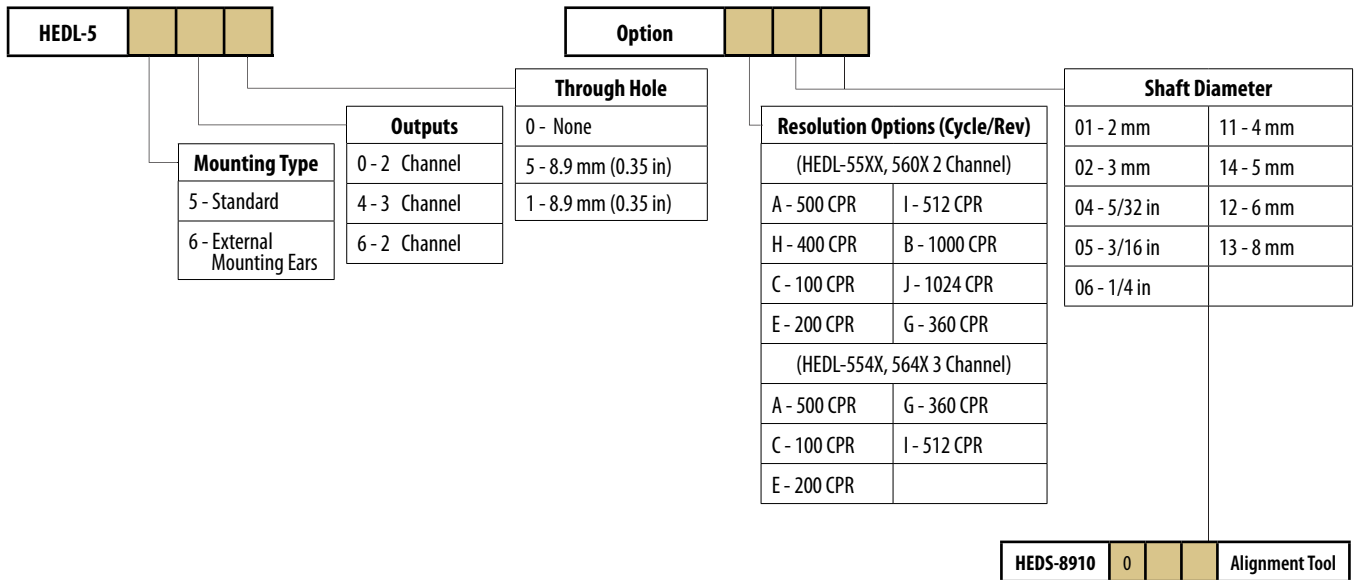 HEDL-5
Option
Mounting Type
5 - Standard
6 - External
Mounting Ears
Outputs
0 - 2 Channel
4 - 3 Channel
6 - 2 Channel
Through Hole
0 - None
5 - 8.9 mm (0.35 in)
1 - 8.9 mm (0.35 in)
Resolution Options (Cycle/Rev)
(HEDL-55XX, 560X 2 Channel)
A - 500 CPR I - 512 CPR
H - 400 CPR B - 1000 CPR
C - 100 CPR J - 1024 CPR
E - 200 CPR G - 360 CPR
(HEDL-554X, 564X 3 Channel)
A - 500 CPR G - 360 CPR
C - 100 CPR I - 512 CPR
E - 200 CPR
Shaft Diameter
01 - 2 mm 11 - 4 mm
02 - 3 mm 14 - 5 mm
04 - 5/32 in 12 - 6 mm
05 - 3/16 in 13 - 8 mm
06 - 1/4 in
HEDS-8910 0 Alignment Tool